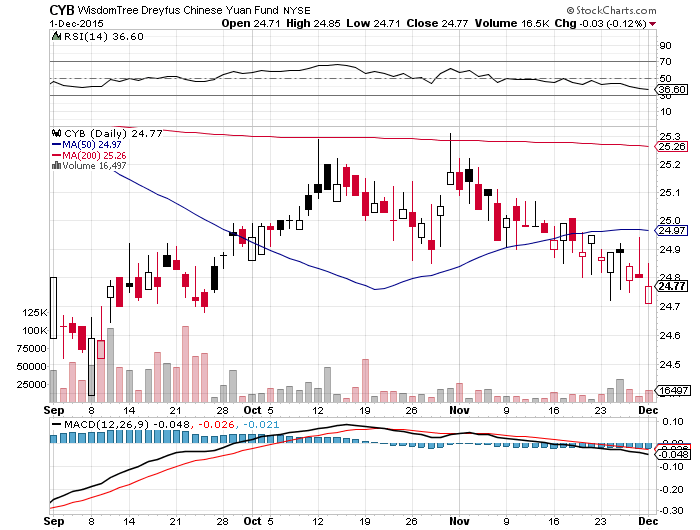 CYB WisdomTree Dreyfus Chinese Yuan Fund NYSE © StockCharts.com
1-Dec-2015 Open 24.71 High 24.85 Low 24.71 Close 24.77 Volume 16.5K Chg -0.03 (-0.12%)
RSI(14) 36.60
90
70
50
36.60
30
10
CYB (Daily) 24.77
MA(50) 24.97
MA(200) 25.26
Volume 16,497
25.3
25.26
25.2
25.1
25.0
24.97
24.9
24.8
24.77
24.7
24.6
24.5
125K
100K
75000
50000
25000
16497
Sep 8 14 21 28 Oct 5 12 19 26 Nov 9 16 23 Dec
MACD(12,26,9) -0.048, -0.026, -0.021
0.10
-0.048
-0.10
-0.20
-0.30
Sep 8 14 21 28 Oct 5 12 19 26 Nov 9 16 23 Dec